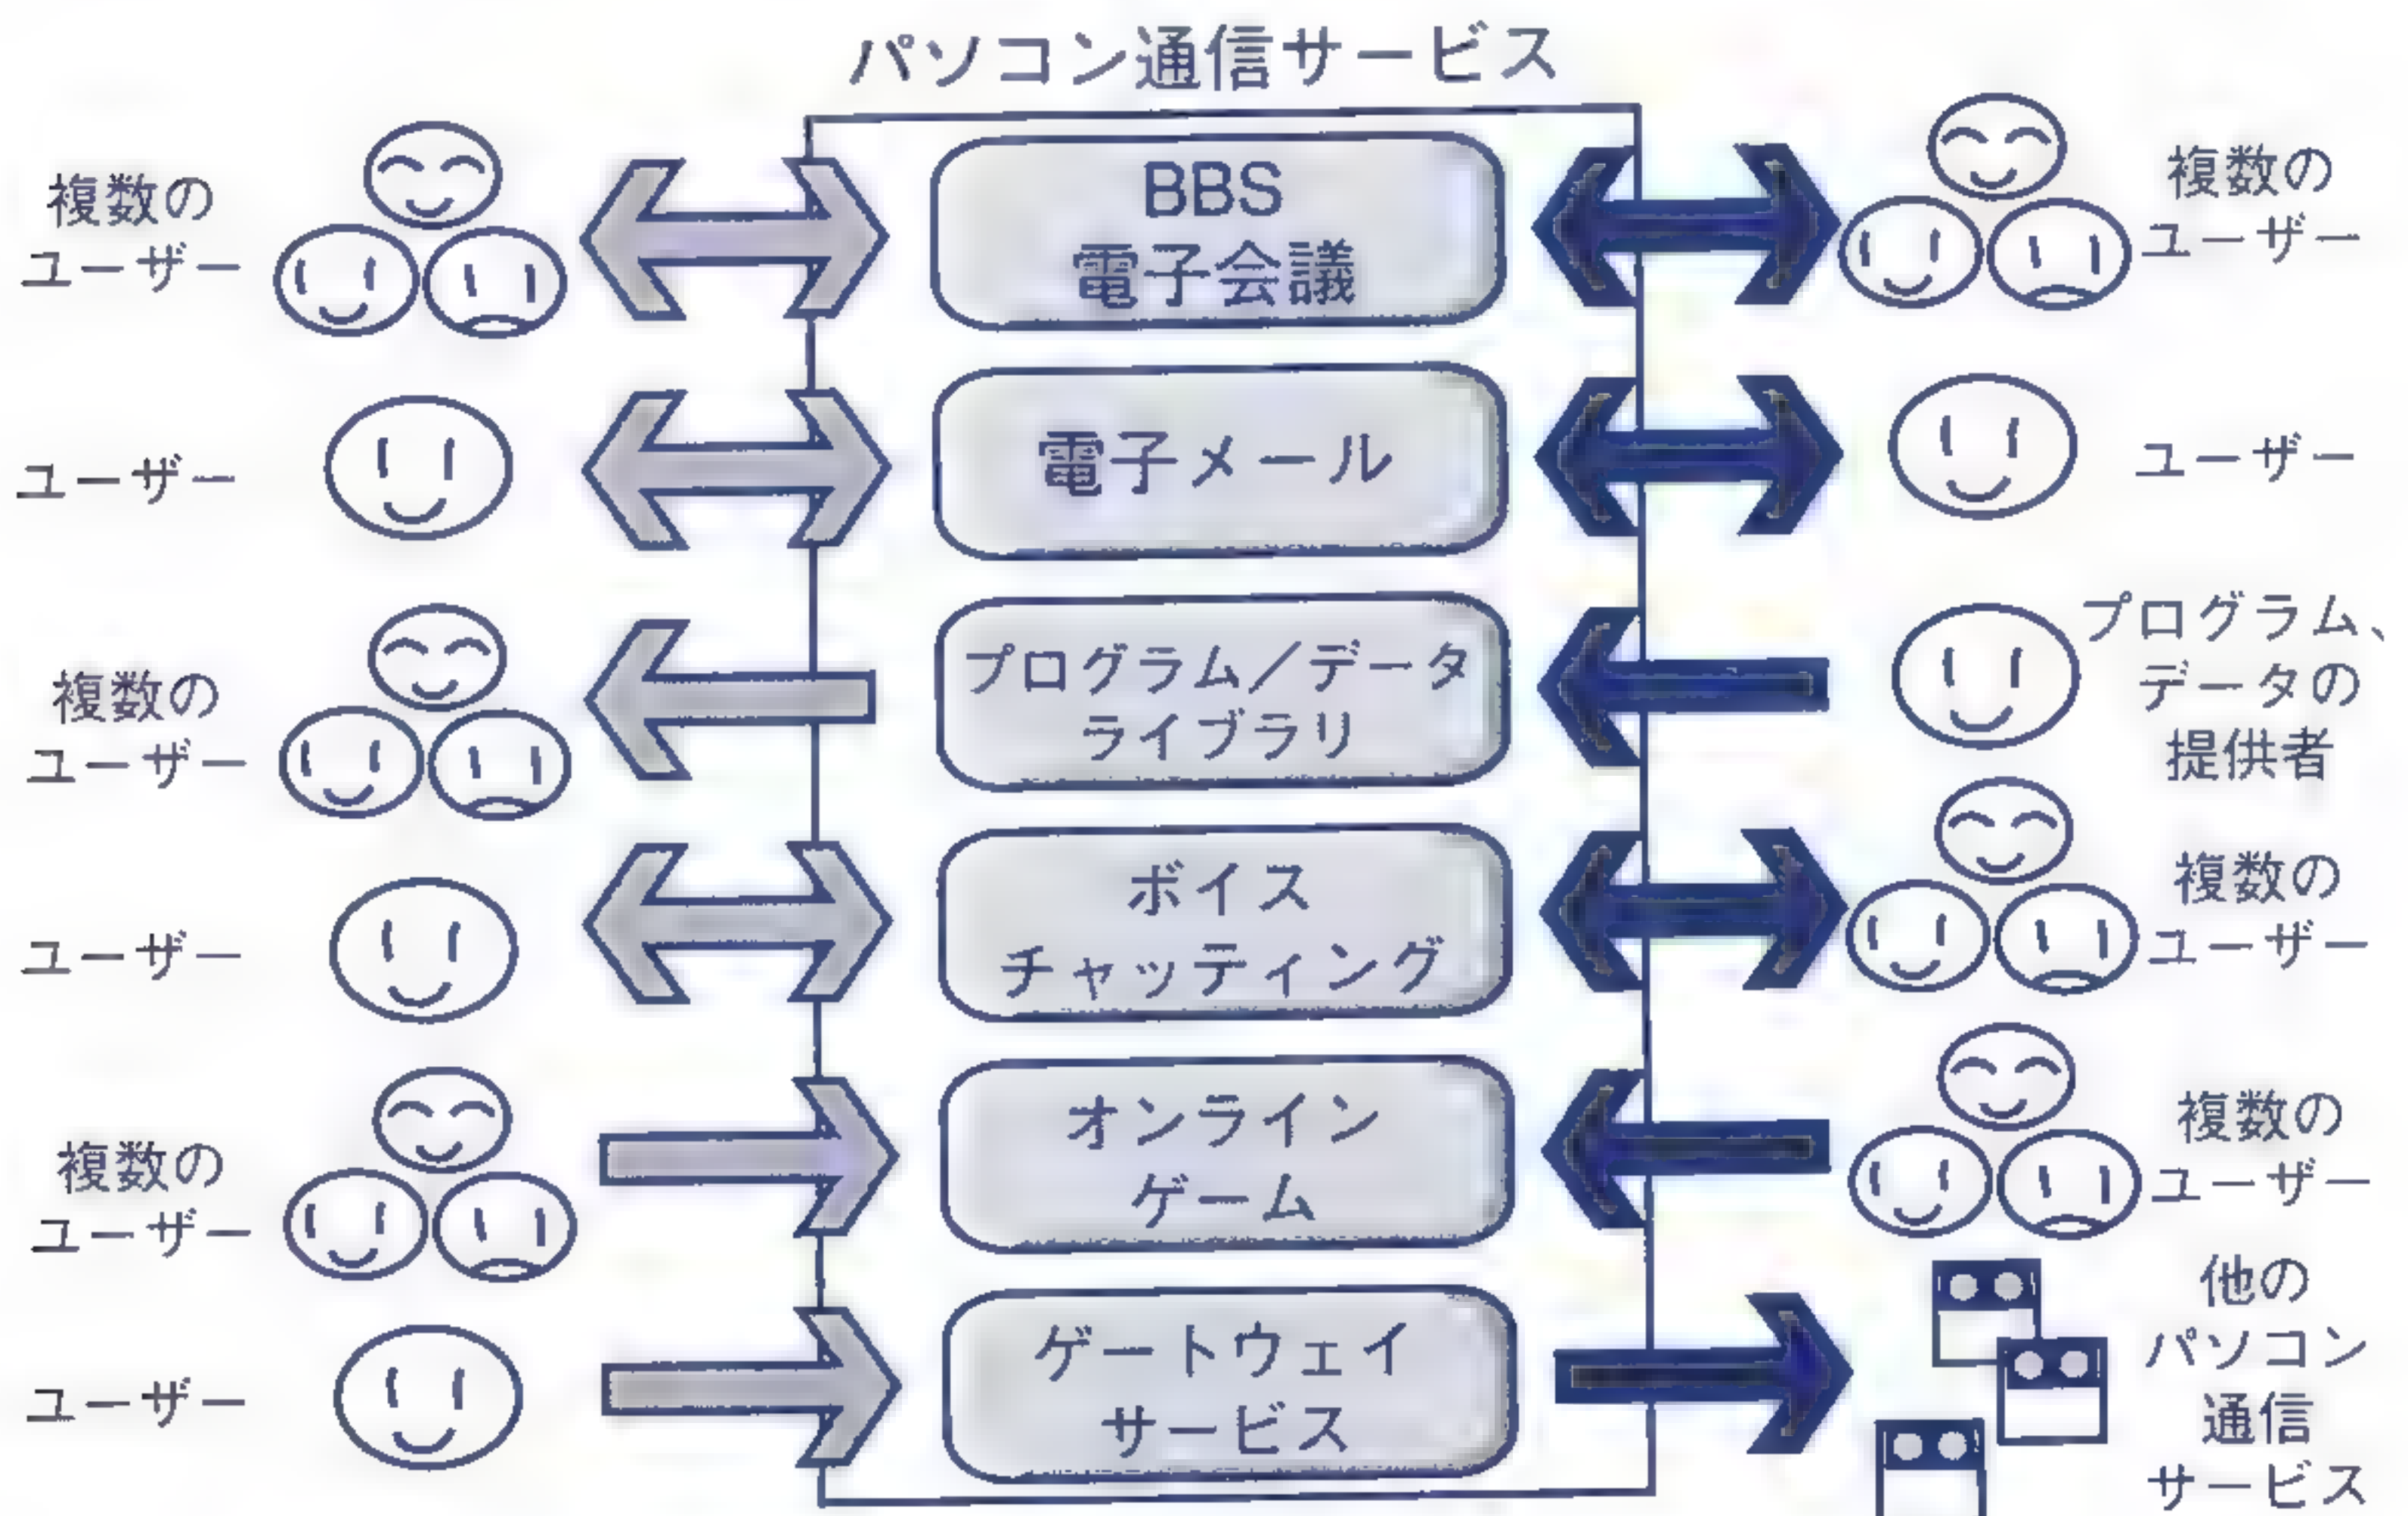 パソコン通信サービス
複数の
ユーザー
BBS
電子会議
複数の
ユーザー
ユーザー
電子メール
ユーザー
複数の
ユーザー
プログラム／データ
ライブラリ
プログラム、
データの
提供者
ユーザー
ボイス
チャッティング
複数の
ユーザー
複数の
ユーザー
オンライン
ゲーム
複数の
ユーザー
ユーザー
ゲートウェイ
サービス
他の
パソコン
通信
サービス